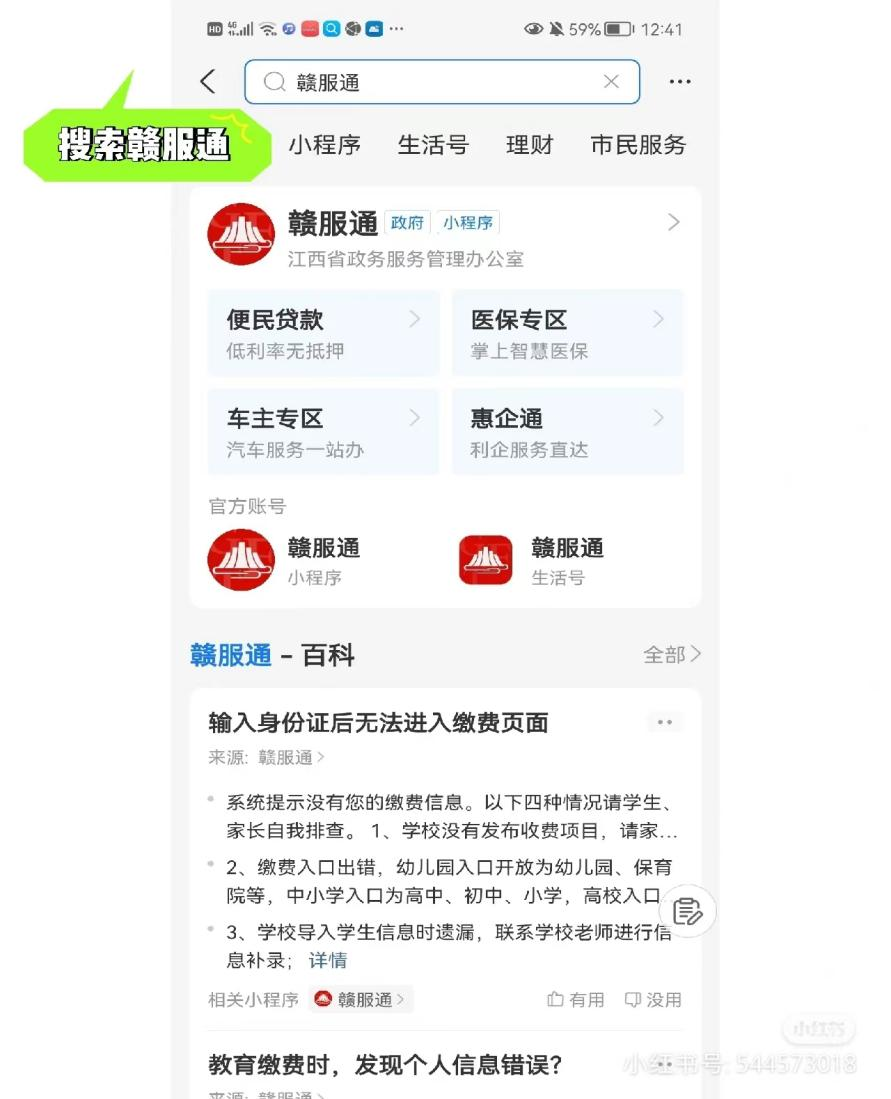 HD 4G 59% 12:41
赣服通
搜索赣服通
小程序 生活号 理财 市民服务
赣服通 政府 小程序
江西省政务服务管理办公室
便民贷款 医保专区
低利率无抵押 掌上智慧医保
车主专区 惠企通
汽车服务一站办 利企服务直达
官方账号
赣服通 赣服通
小程序 生活号
赣服通 – 百科 全部
输入身份证后无法进入缴费页面
来源: 赣服通
系统提示没有您的缴费信息。以下四种情况请学生、
家长自我排查。 1、学校没有发布收费项目，请家...
2、缴费入口出错，幼儿园入口开放为幼儿园、保育
院等，中小学入口为高中、初中、小学，高校入口
3、学校导入学生信息时遗漏，联系学校老师进行信
息补录； 详情
相关小程序 赣服通 有用 没用
教育缴费时，发现个人信息错误?
来源: 赣服通
小红书
小红书号: 544573018